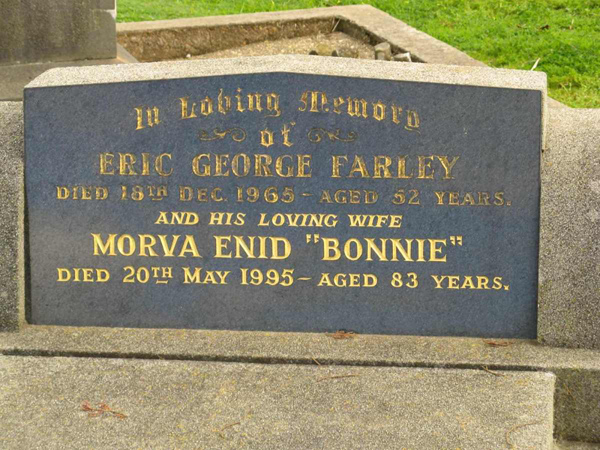 In Loving Memory
of
ERIC GEORGE FARLEY
DIED 18TH DEC. 1965 - AGED 52 YEARS.
AND HIS LOVING WIFE
MORVA ENID "BONNIE"
DIED 20TH MAY 1995 - AGED 83 YEARS.